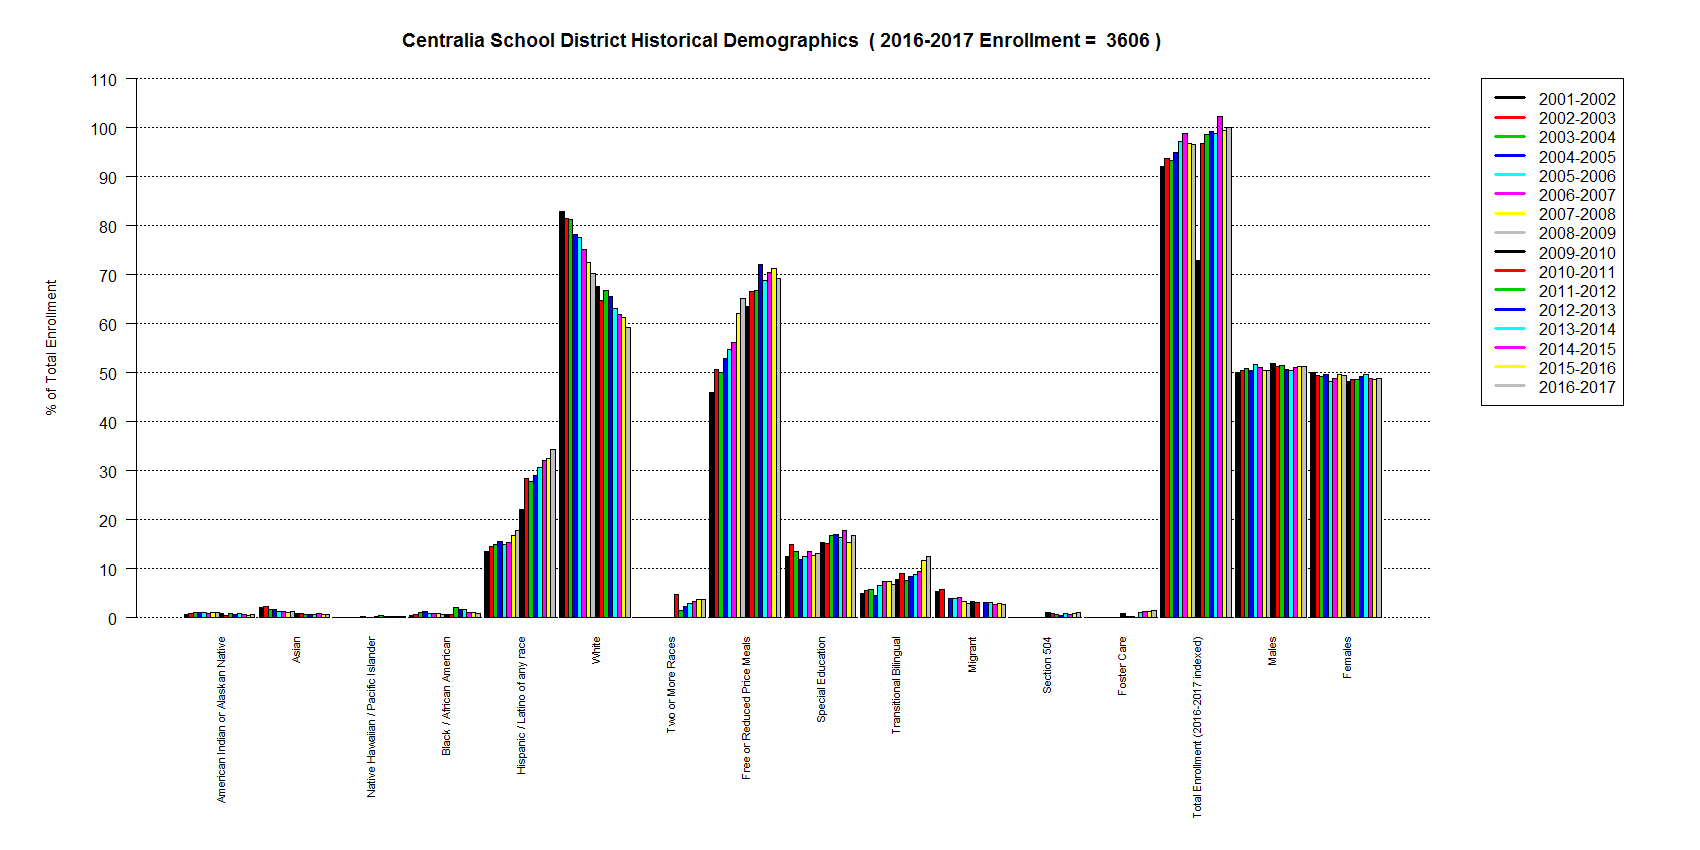 Centralia School District Historical Demographics ( 2016-2017 Enrollment = 3606 )
% of Total Enrollment
110
100
90
80
70
60
50
40
30
20
10
0
American Indian or Alaskan Native
Asian
Native Hawaiian / Pacific Islander
Black / African American
Hispanic / Latino of any race
White
Two or More Races
Free or Reduced Price Meals
Special Education
Transitional Bilingual
Migrant
Section 504
Foster Care
Total Enrollment (2016-2017 indexed)
Males
Females
2001-2002
2002-2003
2003-2004
2004-2005
2005-2006
2006-2007
2007-2008
2008-2009
2009-2010
2010-2011
2011-2012
2012-2013
2013-2014
2014-2015
2015-2016
2016-2017